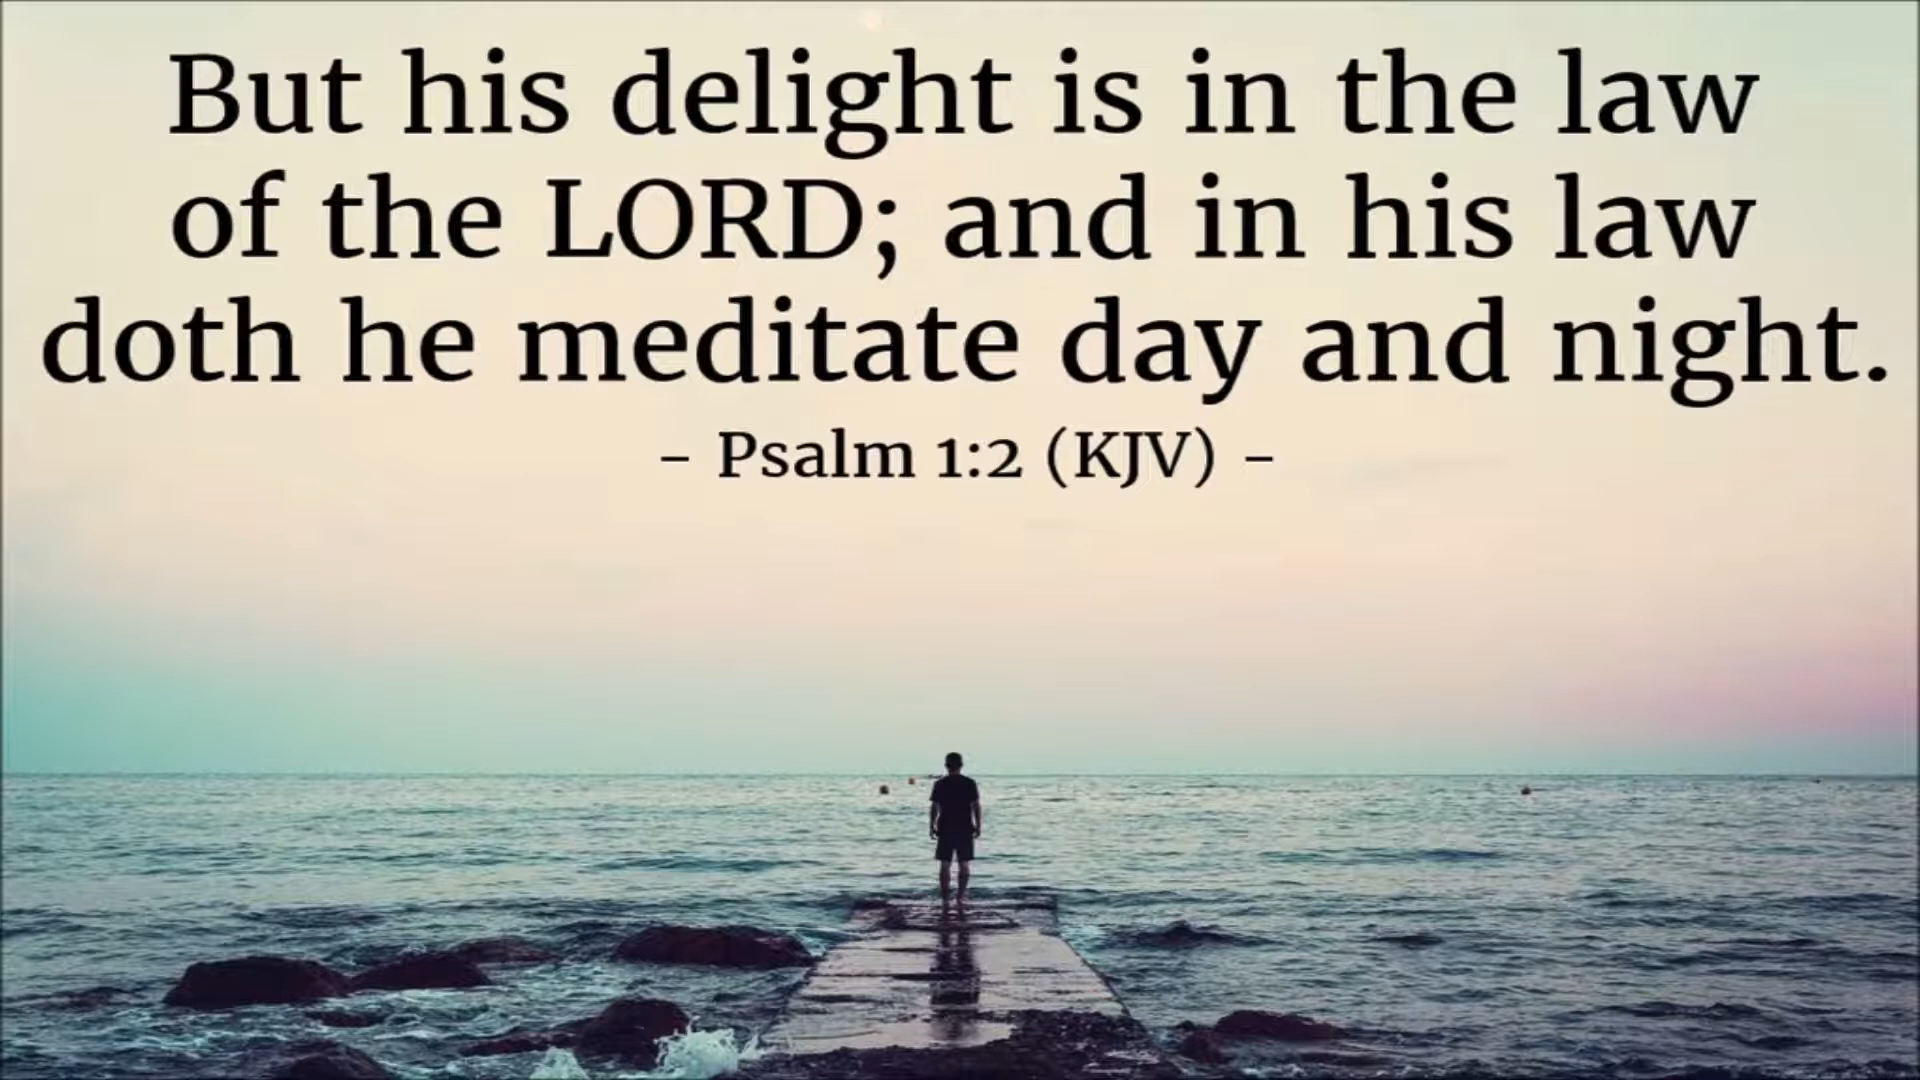 But his delight is in the law
of the LORD; and in his law
doth he meditate day and night.
- Psalm 1:2 (KJV) -